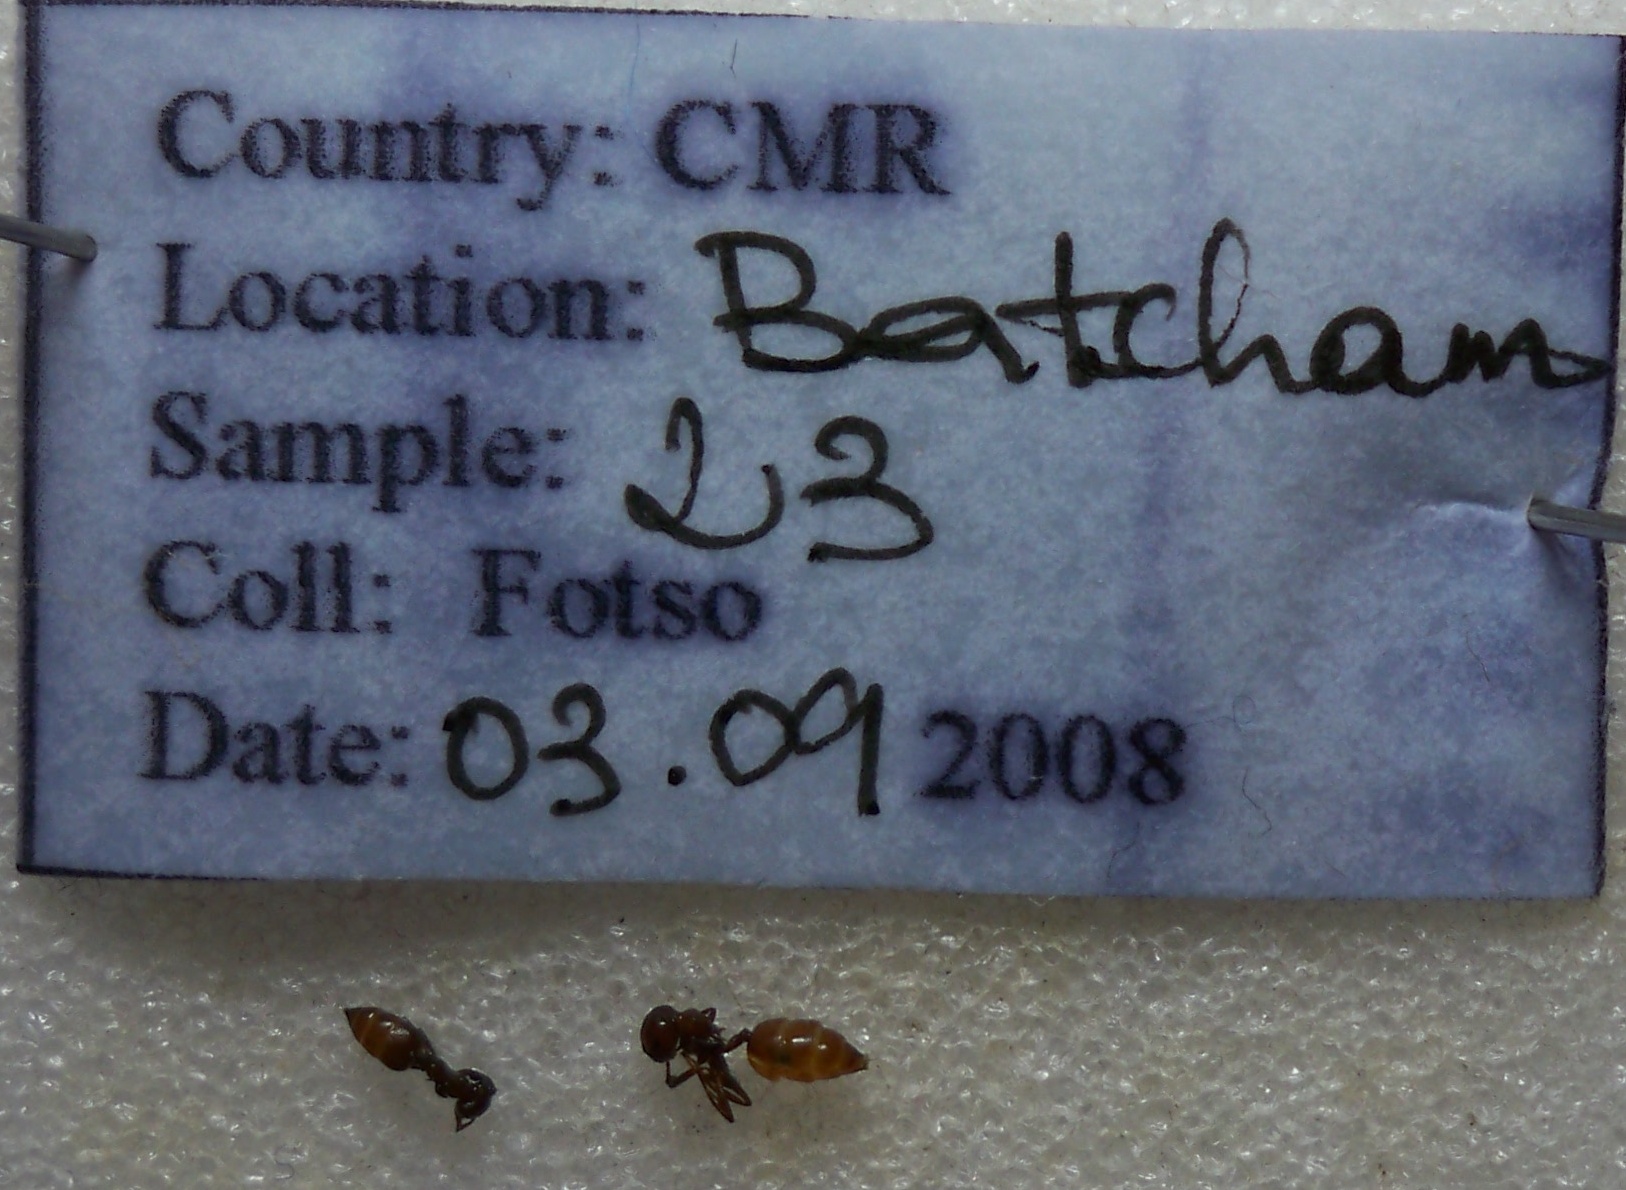 Country: CMR
Location: Batcham
Sample: 23
Coll: Fotso
Date: 03.09 2008